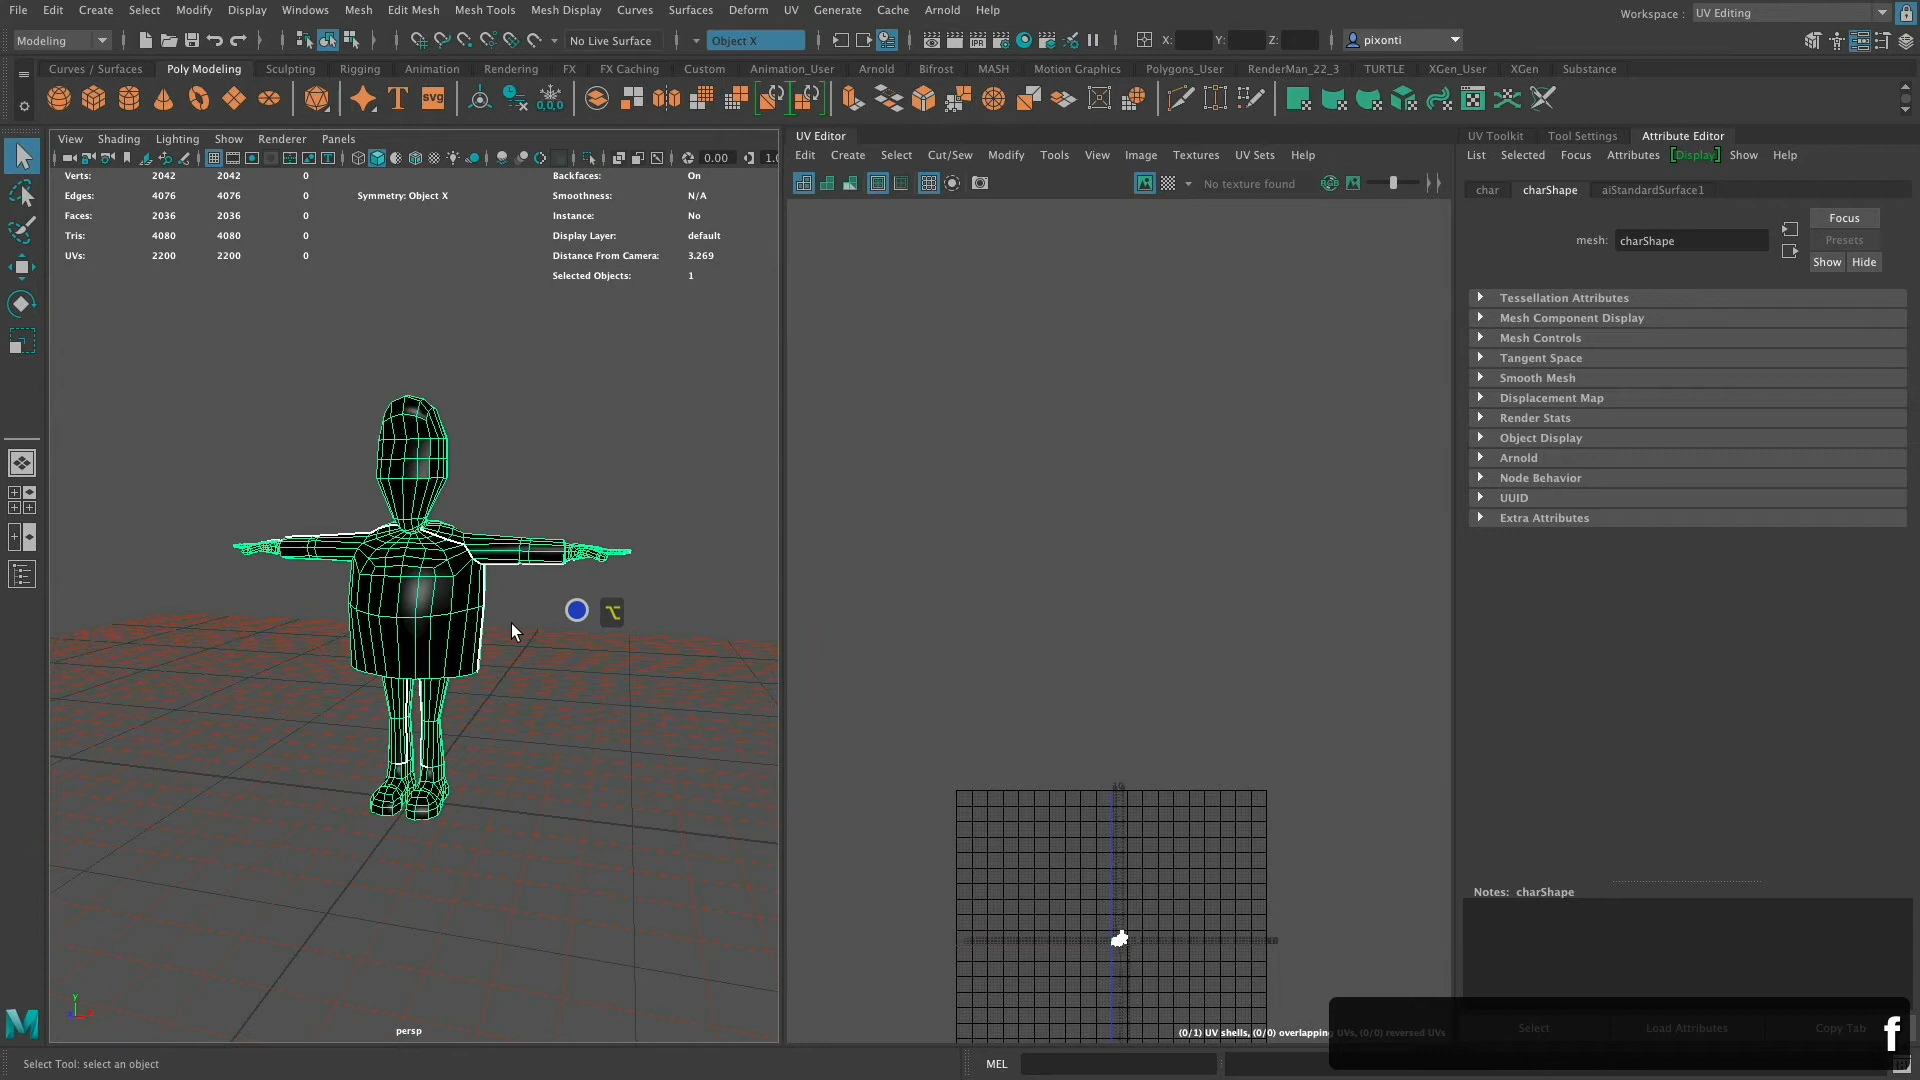 File Edit Create Select Modify Display Windows Mesh Edit Mesh Mesh Tools Mesh Display Curves Surfaces Deform UV Generate Cache Arnold Help
Workspace : UV Editing
Modeling No Live Surface Object X X: Y: Z: pixonti
Curves / Surfaces Poly Modeling Sculpting Rigging Animation Rendering FX FX Caching Custom Animation_User Arnold Bifrost MASH Motion Graphics Polygons_User RenderMan_22_3 TURTLE XGen_User XGen Substance
T svg 0,0,0
View Shading Lighting Show Renderer Panels
0.00 1.0
Verts: 2042 2042 0 Backfaces: On
Edges: 4076 4076 0 Symmetry: Object X Smoothness: N/A
Faces: 2036 2036 0 Instance: No
Tris: 4080 4080 0 Display Layer: default
UVs: 2200 2200 0 Distance From Camera: 3.269
Selected Objects: 1
persp
UV Editor
Edit Create Select Cut/Sew Modify Tools View Image Textures UV Sets Help
No texture found
(0/1) UV shells, (0/0) overlapping UVs, (0/0) reversed UVs
UV Toolkit Tool Settings Attribute Editor
List Selected Focus Attributes Display Show Help
char charShape aiStandardSurface1
mesh: charShape
Focus
Presets
Show Hide
Tessellation Attributes
Mesh Component Display
Mesh Controls
Tangent Space
Smooth Mesh
Displacement Map
Render Stats
Object Display
Arnold
Node Behavior
UUID
Extra Attributes
Notes: charShape
Select Load Attributes Copy Tab
f
Select Tool: select an object
MEL